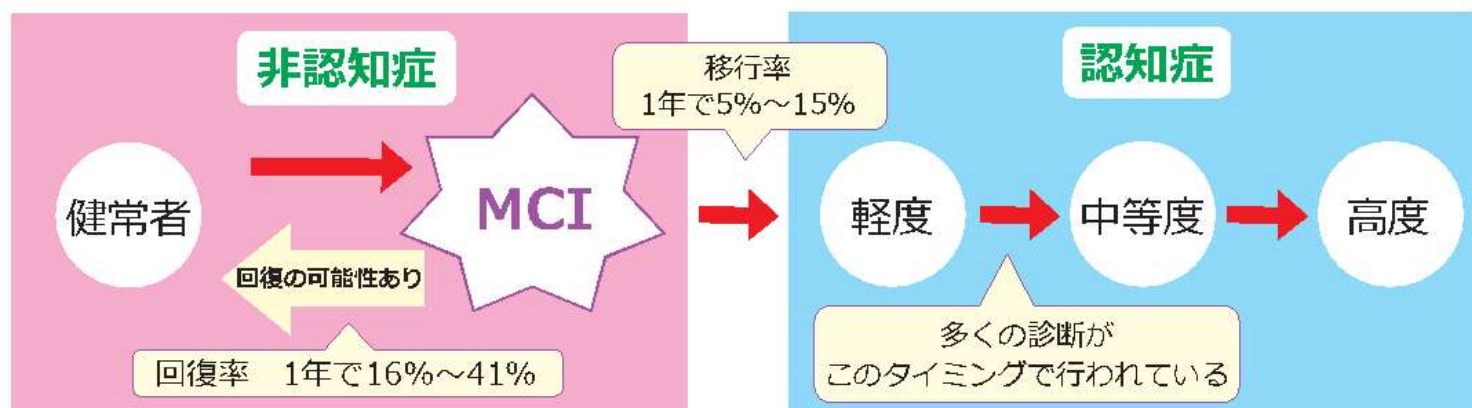 非認知症
認知症
移行率
1年で5%～15%
健常者
MCI
軽度
中等度
高度
回復の可能性あり
回復率　1年で16%～41%
多くの診断が
このタイミングで行われている